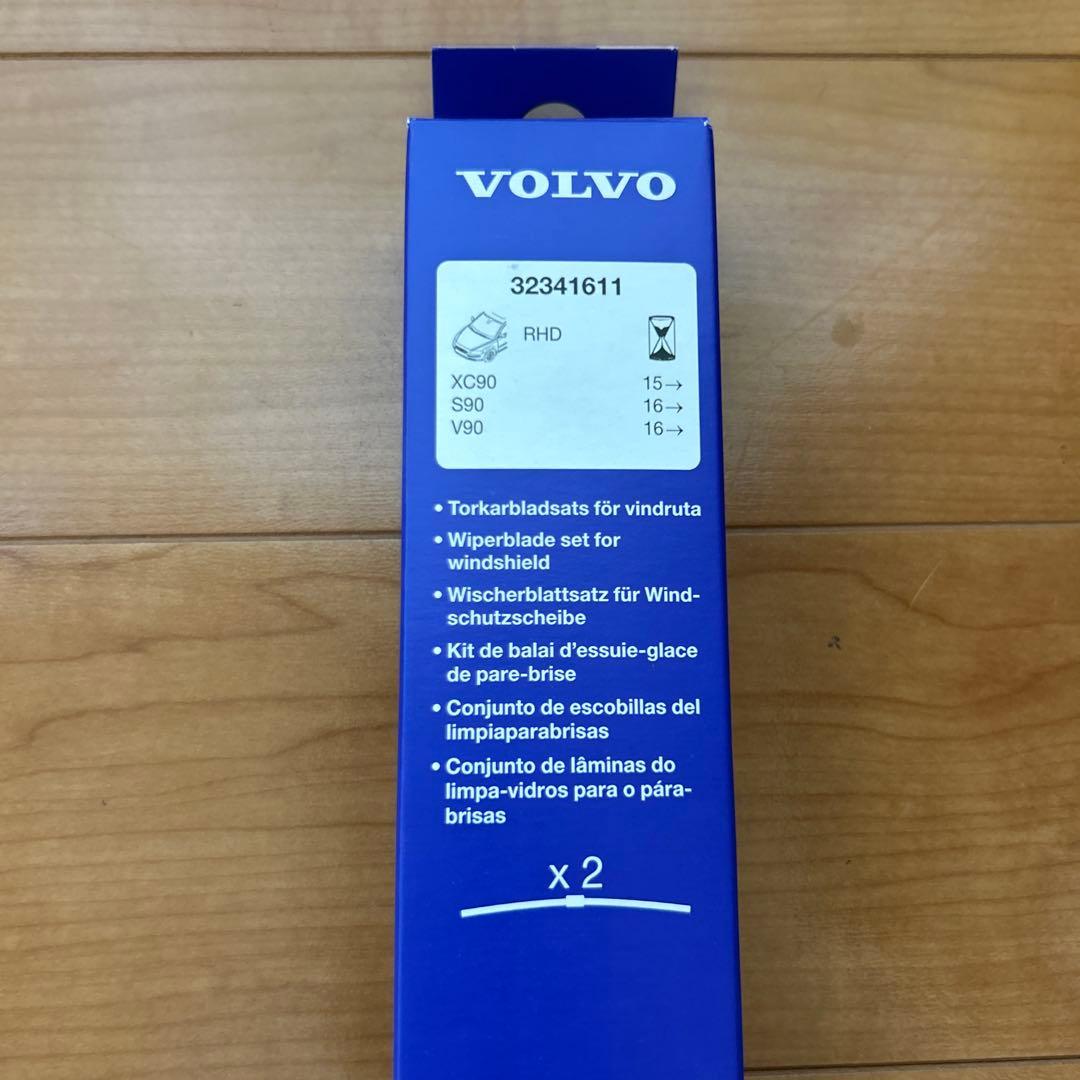 VOLVO
32341611
RHD
XC90 15→
S90 16→
V90 16→
• Torkarbladsats för vindruta
• Wiperblade set for
windshield
• Wischerblattsatz für Wind-
schutzscheibe
• Kit de balai d'essuie-glace
de pare-brise
• Conjunto de escobillas del
limpiaparabrisas
• Conjunto de lâminas do
limpa-vidros para o pára-
brisas
x 2